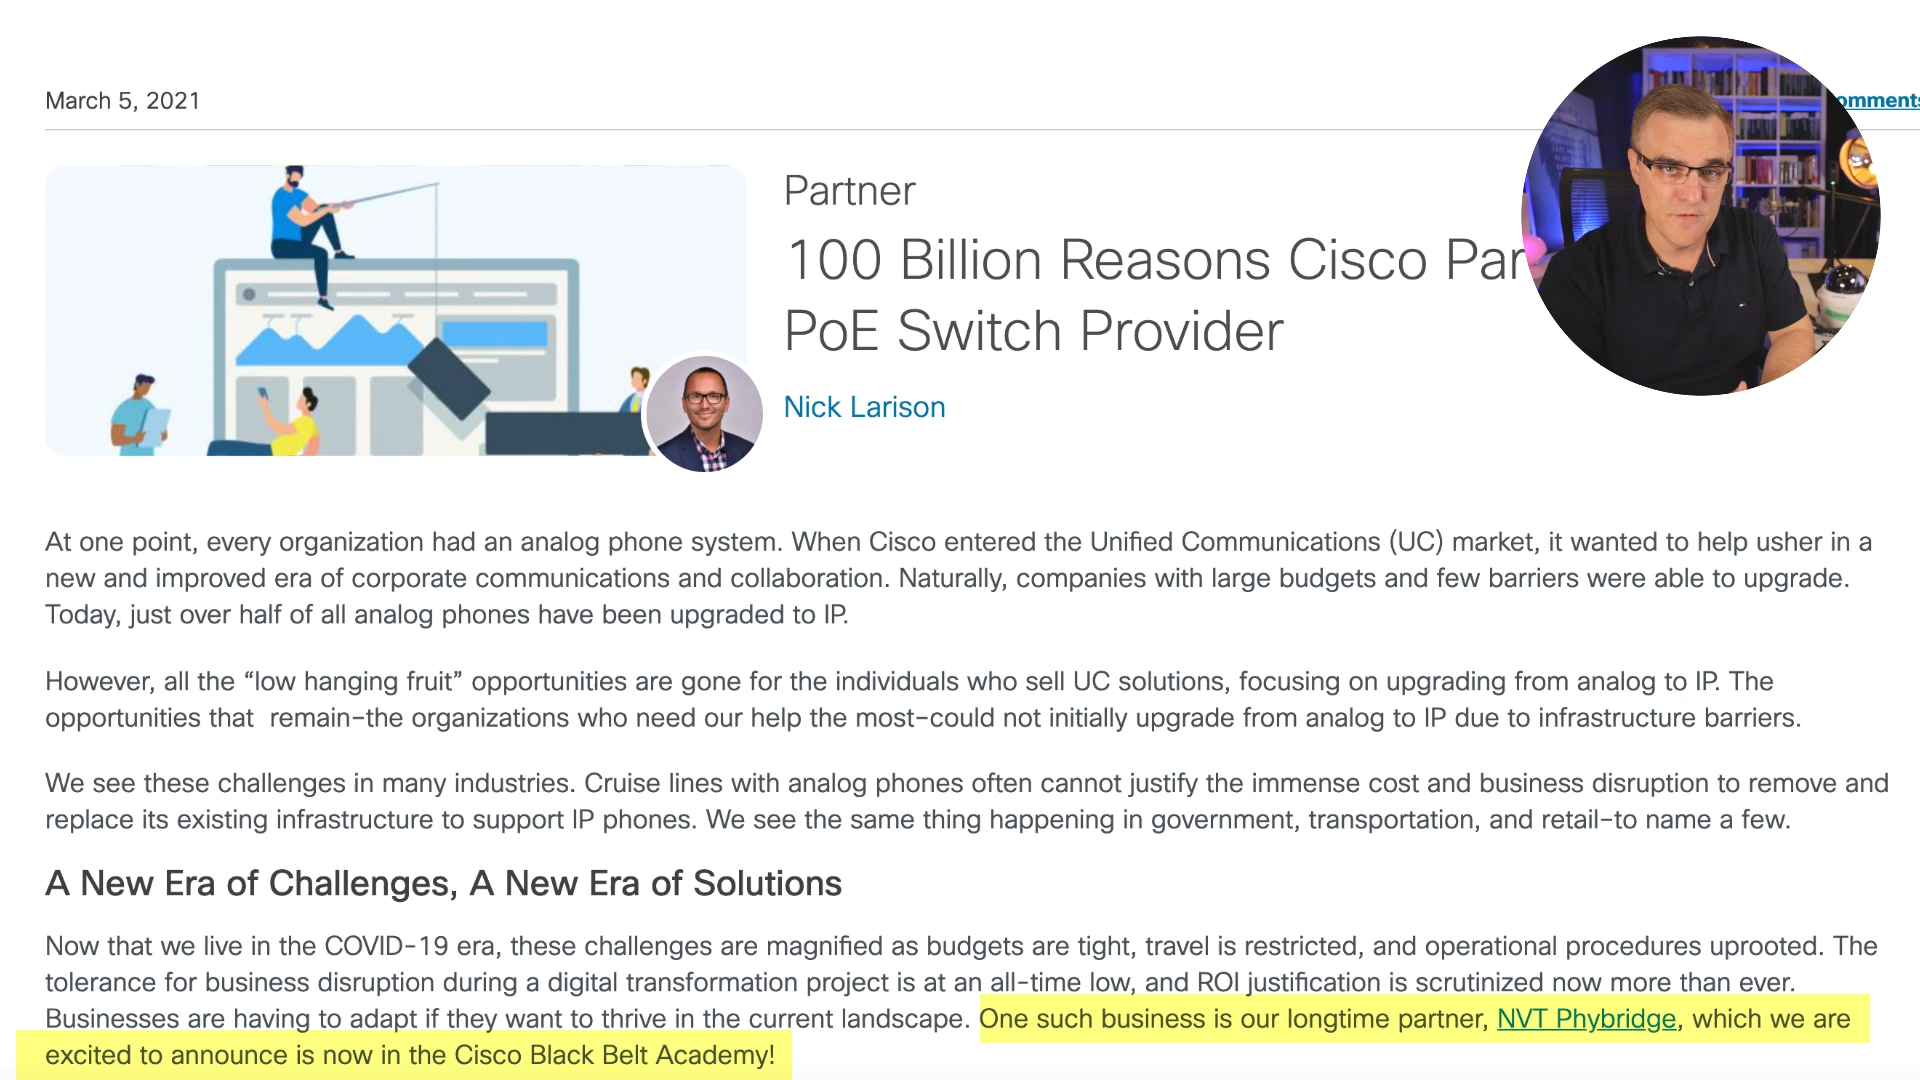 March 5, 2021
omments
Partner
100 Billion Reasons Cisco Par
PoE Switch Provider
Nick Larison
At one point, every organization had an analog phone system. When Cisco entered the Unified Communications (UC) market, it wanted to help usher in a
new and improved era of corporate communications and collaboration. Naturally, companies with large budgets and few barriers were able to upgrade.
Today, just over half of all analog phones have been upgraded to IP.
However, all the “low hanging fruit” opportunities are gone for the individuals who sell UC solutions, focusing on upgrading from analog to IP. The
opportunities that  remain–the organizations who need our help the most–could not initially upgrade from analog to IP due to infrastructure barriers.
We see these challenges in many industries. Cruise lines with analog phones often cannot justify the immense cost and business disruption to remove and
replace its existing infrastructure to support IP phones. We see the same thing happening in government, transportation, and retail–to name a few.
A New Era of Challenges, A New Era of Solutions
Now that we live in the COVID-19 era, these challenges are magnified as budgets are tight, travel is restricted, and operational procedures uprooted. The
tolerance for business disruption during a digital transformation project is at an all-time low, and ROI justification is scrutinized now more than ever.
Businesses are having to adapt if they want to thrive in the current landscape. One such business is our longtime partner, NVT Phybridge, which we are
excited to announce is now in the Cisco Black Belt Academy!